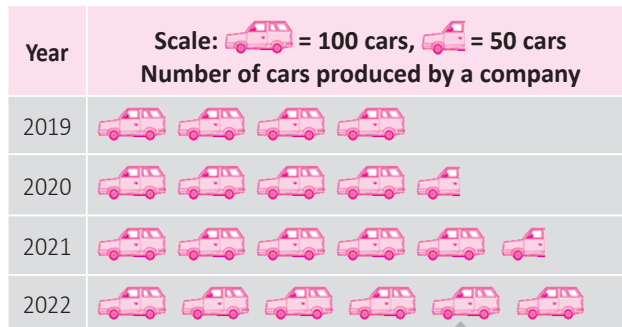 Year
Scale: = 100 cars, = 50 cars
Number of cars produced by a company
2019
2020
2021
2022